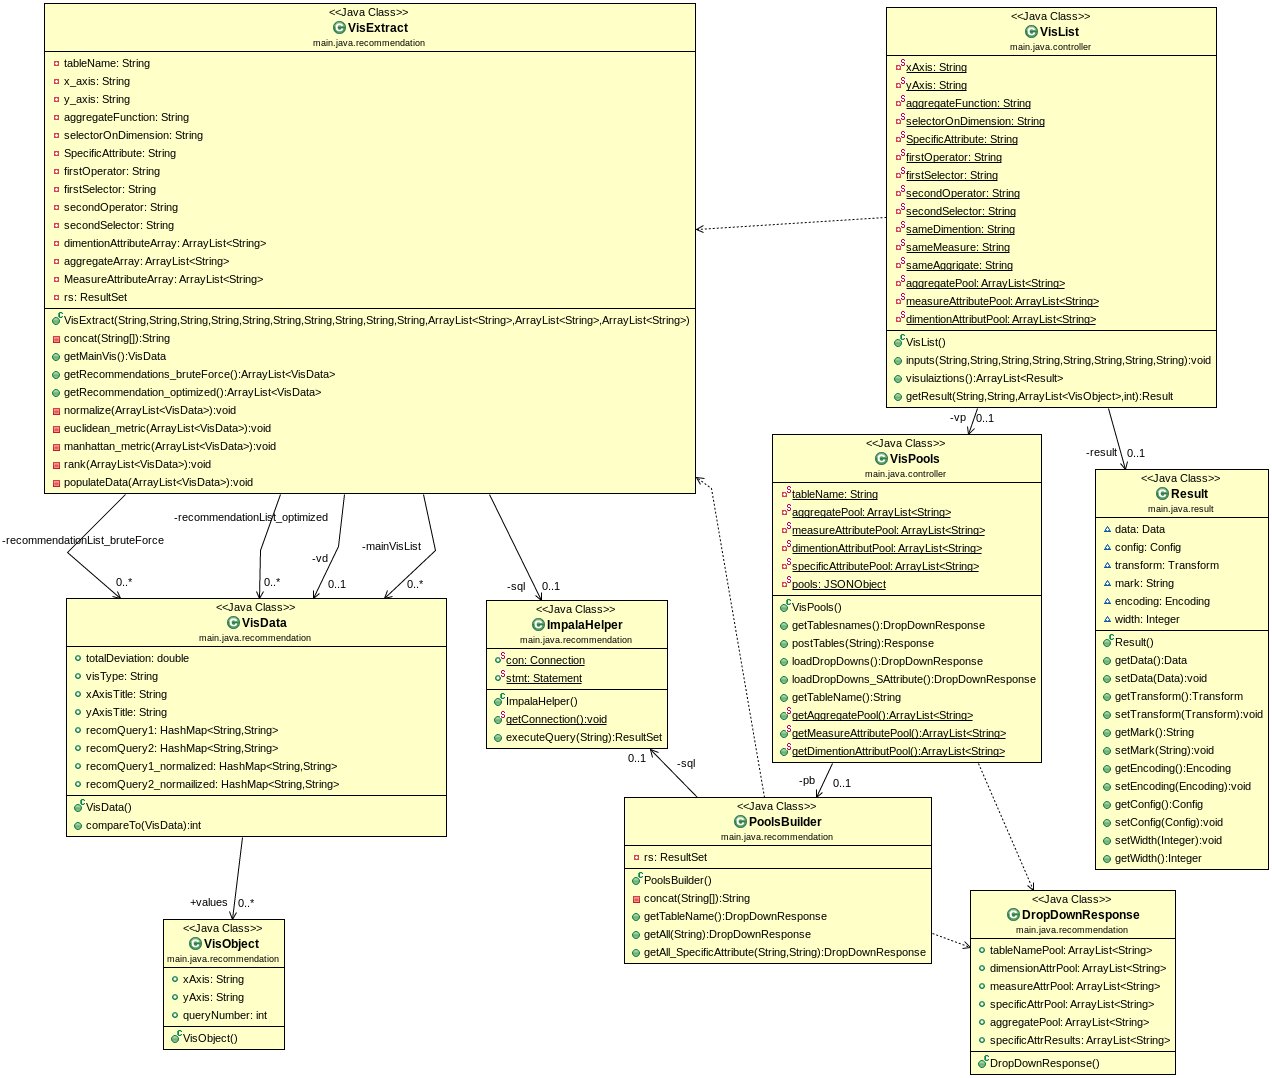 <<Java Class>>
VisExtract
main.java.recommendation
tableName: String
x_axis: String
y_axis: String
aggregateFunction: String
selectorOnDimension: String
SpecificAttribute: String
firstOperator: String
firstSelector: String
secondOperator: String
secondSelector: String
dimentionAttributeArray: ArrayList<String>
aggregateArray: ArrayList<String>
MeasureAttributeArray: ArrayList<String>
rs: ResultSet
VisExtract(String,String,String,String,String,String,String,String,String,String,ArrayList<String>,ArrayList<String>,ArrayList<String>)
concat(String[]):String
getMainVis():VisData
getRecommendations_bruteForce():ArrayList<VisData>
getRecommendation_optimized():ArrayList<VisData>
normalize(ArrayList<VisData>):void
euclidean_metric(ArrayList<VisData>):void
manhattan_metric(ArrayList<VisData>):void
rank(ArrayList<VisData>):void
populateData(ArrayList<VisData>):void
<<Java Class>>
VisList
main.java.controller
xAxis: String
yAxis: String
aggregateFunction: String
selectorOnDimension: String
SpecificAttribute: String
firstOperator: String
firstSelector: String
secondOperator: String
secondSelector: String
sameDimention: String
sameMeasure: String
sameAggrigate: String
aggregatePool: ArrayList<String>
measureAttributePool: ArrayList<String>
dimentionAttributPool: ArrayList<String>
VisList()
inputs(String,String,String,String,String,String,String,String):void
visulaiztions():ArrayList<Result>
getResult(String,String,ArrayList<VisObject>,int):Result
-vp
0..1
-result
0..1
<<Java Class>>
VisPools
main.java.controller
tableName: String
aggregatePool: ArrayList<String>
measureAttributePool: ArrayList<String>
dimentionAttributPool: ArrayList<String>
specificAttributePool: ArrayList<String>
pools: JSONObject
VisPools()
getTablesnames():DropDownResponse
postTables(String):Response
loadDropDowns():DropDownResponse
loadDropDowns_SAttribute():DropDownResponse
getTableName():String
getAggregatePool():ArrayList<String>
getMeasureAttributePool():ArrayList<String>
getDimentionAttributPool():ArrayList<String>
<<Java Class>>
Result
main.java.result
data: Data
config: Config
transform: Transform
mark: String
encoding: Encoding
width: Integer
Result()
getData():Data
setData(Data):void
getTransform():Transform
setTransform(Transform):void
getMark():String
setMark(String):void
getEncoding():Encoding
setEncoding(Encoding):void
getConfig():Config
setConfig(Config):void
setWidth(Integer):void
getWidth():Integer
-recommendationList_optimized
-recommendationList_bruteForce
-vd
-mainVisList
0..*
0..*
0..1
0..*
-sql
0..1
<<Java Class>>
VisData
main.java.recommendation
totalDeviation: double
visType: String
xAxisTitle: String
yAxisTitle: String
recomQuery1: HashMap<String,String>
recomQuery2: HashMap<String,String>
recomQuery1_normalized: HashMap<String,String>
recomQuery2_normailized: HashMap<String,String>
VisData()
compareTo(VisData):int
<<Java Class>>
ImpalaHelper
main.java.recommendation
con: Connection
stmt: Statement
ImpalaHelper()
getConnection():void
executeQuery(String):ResultSet
0..1
-sql
-pb
0..1
<<Java Class>>
PoolsBuilder
main.java.recommendation
rs: ResultSet
PoolsBuilder()
concat(String[]):String
getTableName():DropDownResponse
getAll(String):DropDownResponse
getAll_SpecificAttribute(String,String):DropDownResponse
+values
0..*
<<Java Class>>
VisObject
main.java.recommendation
xAxis: String
yAxis: String
queryNumber: int
VisObject()
<<Java Class>>
DropDownResponse
main.java.recommendation
tableNamePool: ArrayList<String>
dimensionAttrPool: ArrayList<String>
measureAttrPool: ArrayList<String>
specificAttrPool: ArrayList<String>
aggregatePool: ArrayList<String>
specificAttrResults: ArrayList<String>
DropDownResponse()